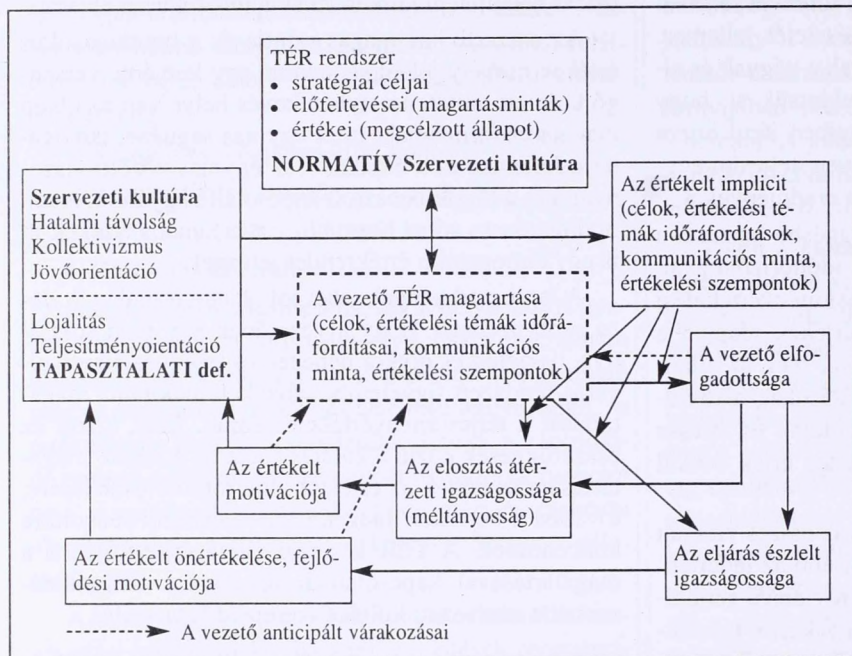 TÉR rendszer
• stratégiai céljai
• előfeltevései (magartásminták)
• értékei (megcélzott állapot)
NORMATÍV Szervezeti kultúra
Szervezeti kultúra
Hatalmi távolság
Kollektivizmus
Jövőorientáció
Lojalitás
Teljesítményoientáció
TAPASZTALATI def.
Az értékelt implicit
(célok, értékelési té-
mák időráfordítások,
kommunikációs minta,
értékelési szempontok)
A vezető TÉR magatartása
(célok, értékelési témák időrá-
fordításai, kommunikációs
minta, értékelési szempontok)
A vezető elfo-
gadottsága
Az értékelt
motivációja
Az elosztás átér-
zett igazságossága
(méltányosság)
Az értékelt önértékelése, fejlő-
dési motivációja
Az eljárás észlelt
igazságossága
A vezető anticipált várakozásai